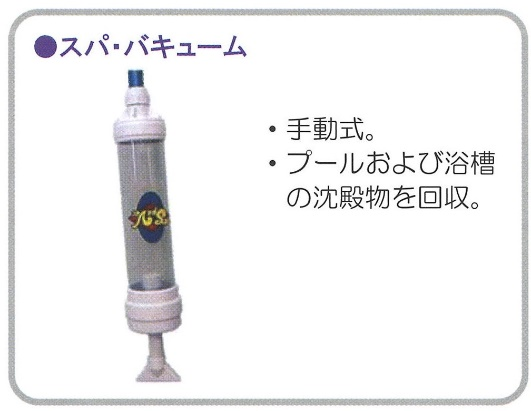 ●スパ・バキューム
・手動式。
・プールおよび浴槽
の沈殿物を回収。